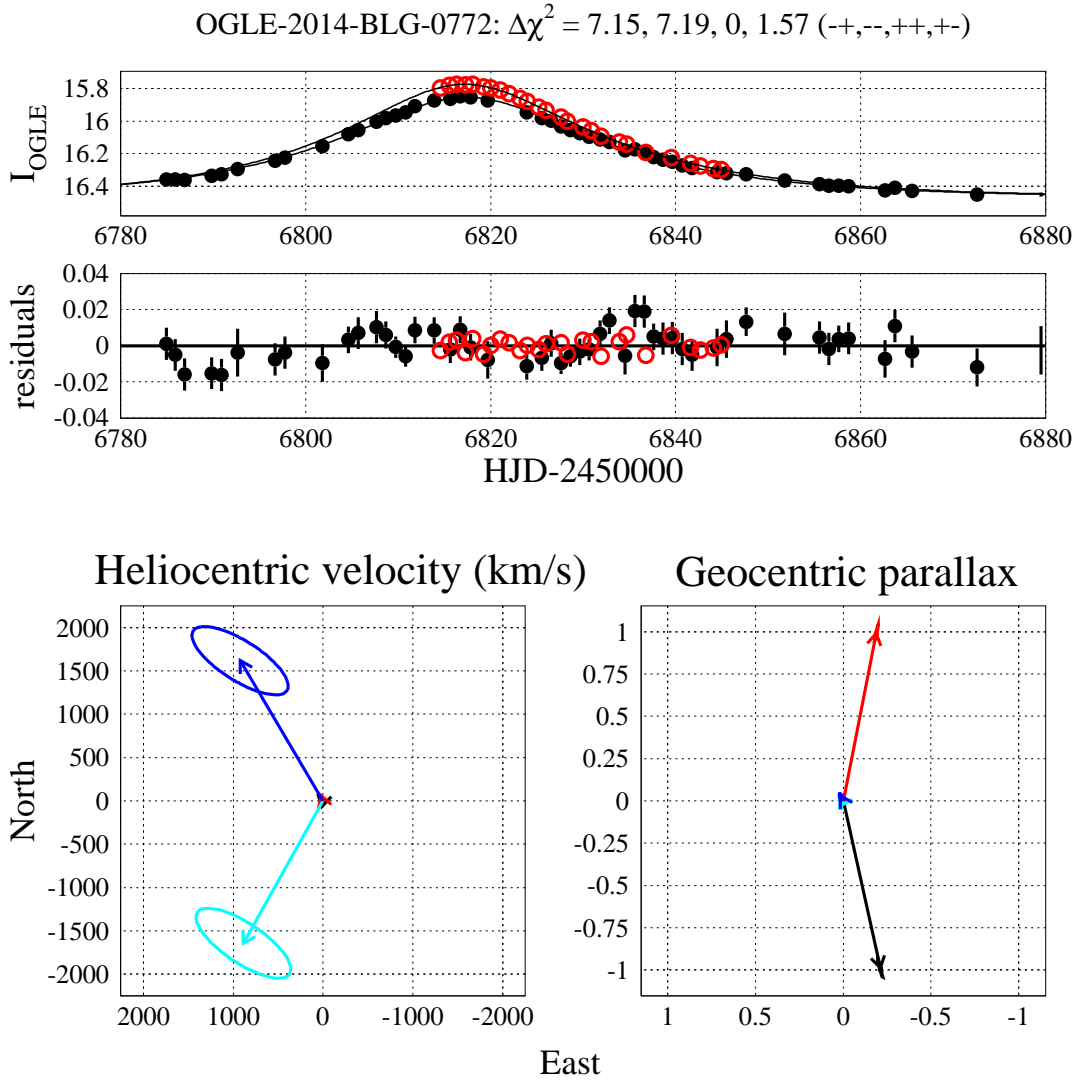 OGLE-2014-BLG-0772: Δχ² = 7.15, 7.19, 0, 1.57 (-+,--,++,+-)
I_OGLE
15.8
16
16.2
16.4
6780 6800 6820 6840 6860 6880
residuals
0.04
0.02
0
-0.02
-0.04
6780 6800 6820 6840 6860 6880
HJD-2450000
Heliocentric velocity (km/s)
North
2000
1500
1000
500
0
-500
-1000
-1500
-2000
2000 1000 0 -1000 -2000
Geocentric parallax
1
0.75
0.5
0.25
0
-0.25
-0.5
-0.75
-1
1 0.5 0 -0.5 -1
East